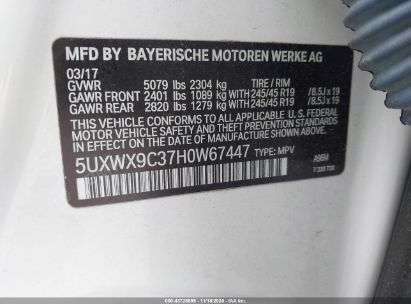 MFD BY BAYERISCHE MOTOREN WERKE AG
03/17
GVWR 5079 lbs 2304 kg TIRE / RIM
GAWR FRONT 2401 lbs 1089 kg WITH 245/45 R19 /8.5J x 19
GAWR REAR 2820 lbs 1279 kg WITH 245/45 R19 /8.5J x 19
THIS VEHICLE CONFORMS TO ALL APPLICABLE U. S. FEDERAL
MOTOR VEHICLE SAFETY, BUMPER, AND THEFT PREVENTION
STANDARDS IN EFFECT ON THE DATE OF MANUFACTURE SHOWN ABOVE.
5UXWX9C37H0W67447 TYPE: MPV
A96M